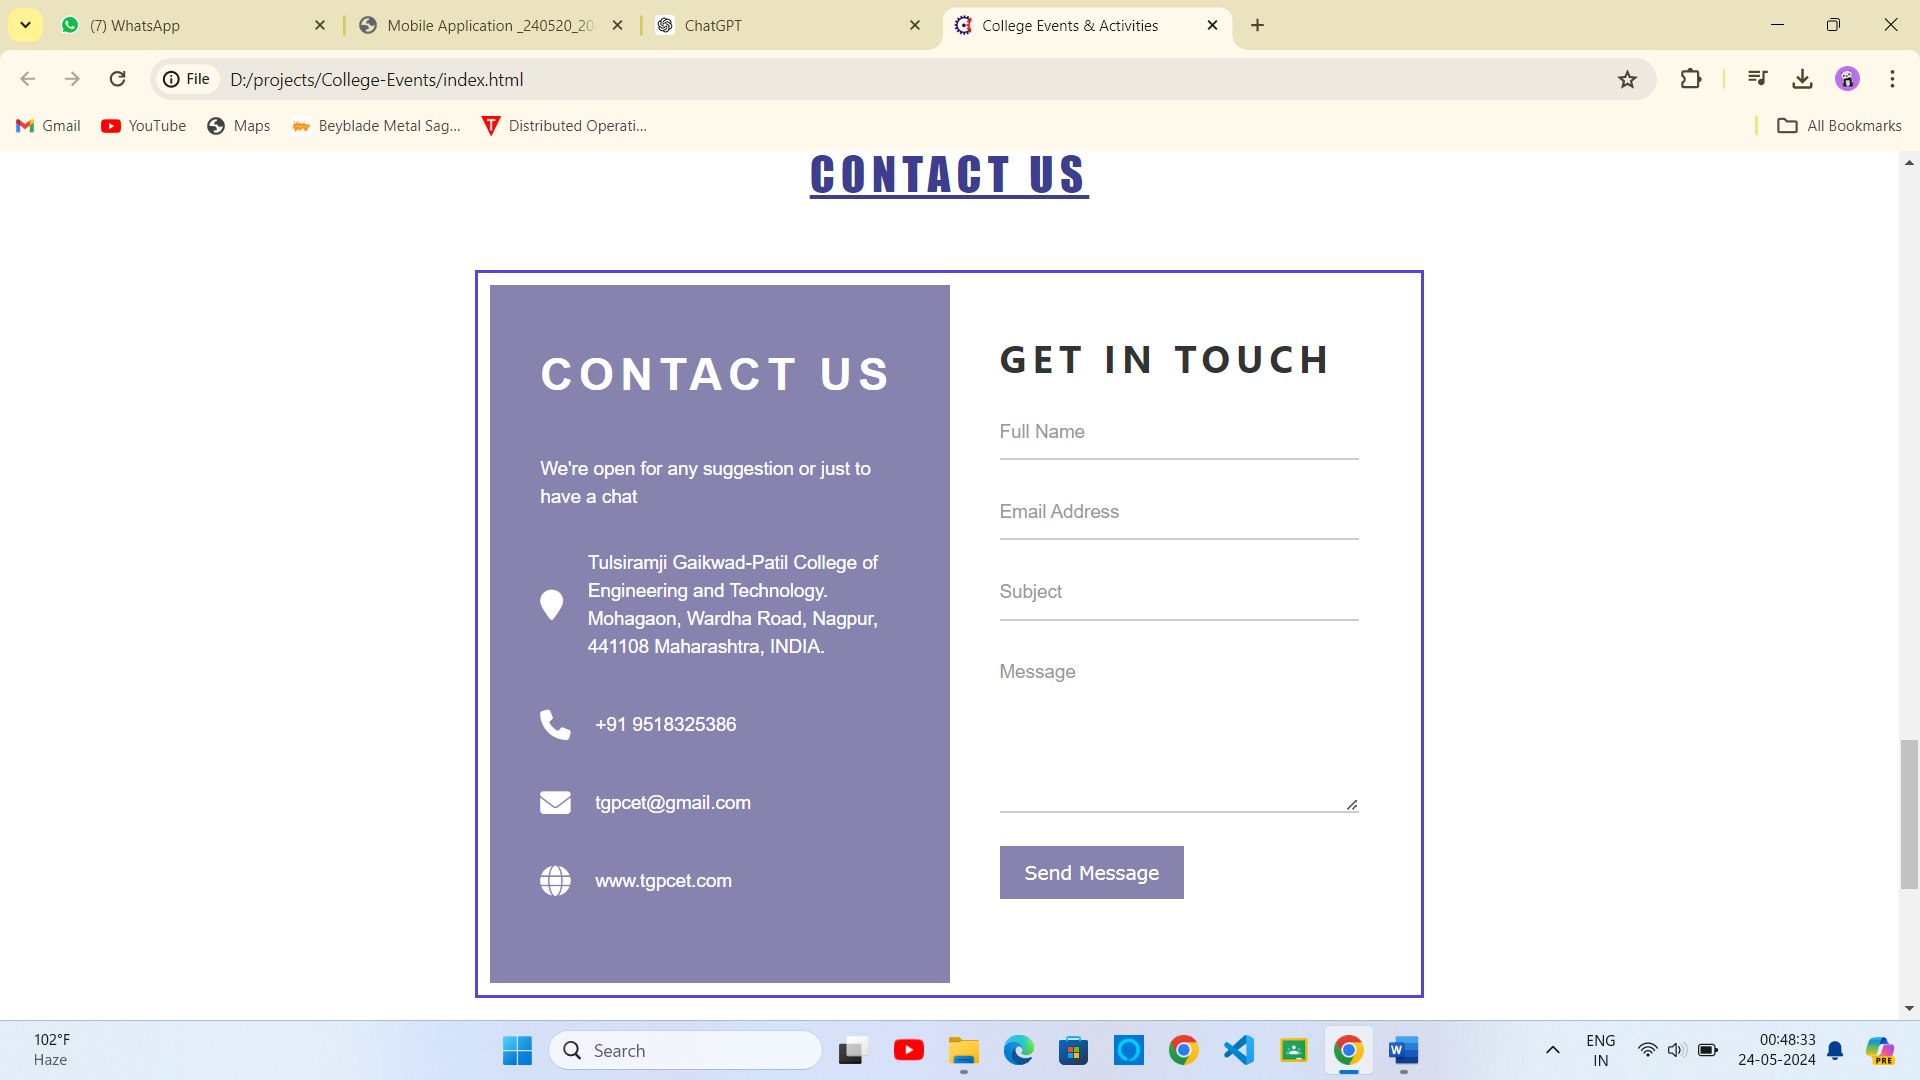 (7) WhatsApp
Mobile Application _240520_20
ChatGPT
College Events & Activities
File
D:/projects/College-Events/index.html
Gmail
YouTube
Maps
Beyblade Metal Sag...
Distributed Operati...
All Bookmarks
CONTACT US
CONTACT US
We're open for any suggestion or just to
have a chat
Tulsiramji Gaikwad-Patil College of
Engineering and Technology.
Mohagaon, Wardha Road, Nagpur,
441108 Maharashtra, INDIA.
+91 9518325386
tgpcet@gmail.com
www.tgpcet.com
GET IN TOUCH
Full Name
Email Address
Subject
Message
Send Message
102°F
Haze
Search
ENG
IN
00:48:33
24-05-2024
PRE